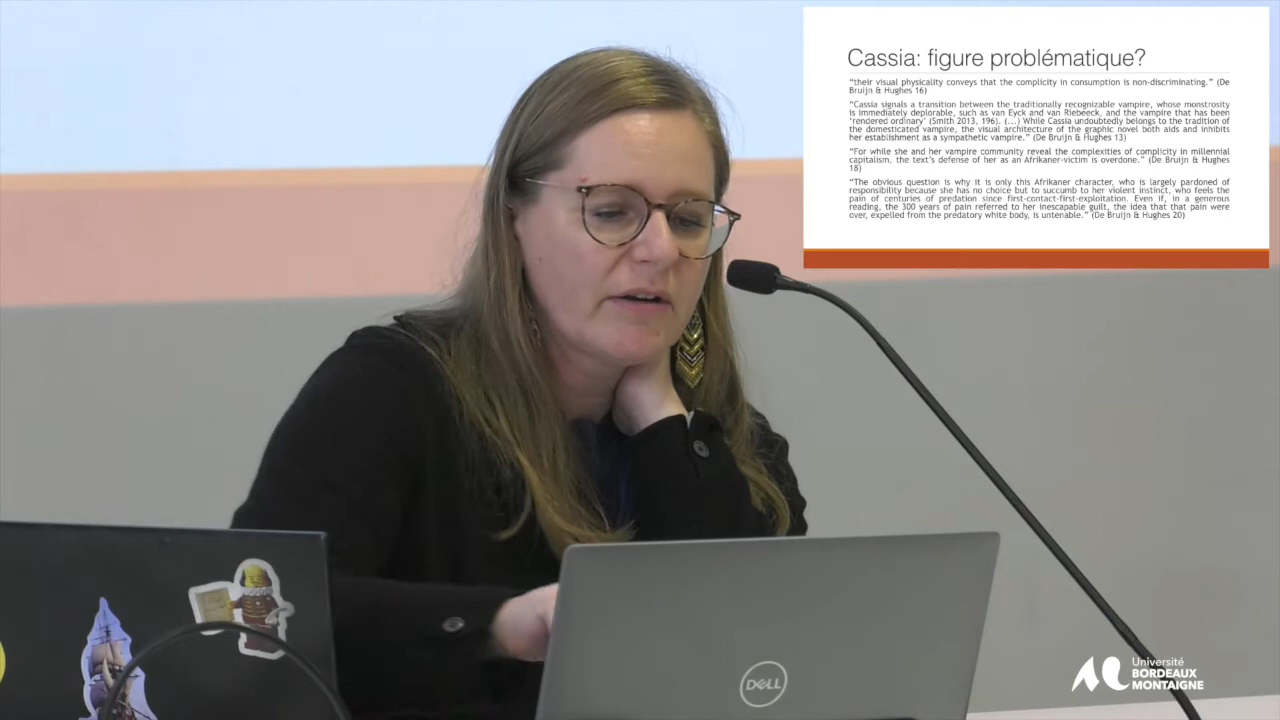 Cassia: figure problématique?
“their visual physicality conveys that the complicity in consumption is non-discriminating.” (De
Bruijn & Hughes 16)
“Cassia signals a transition between the traditionally recognizable vampire, whose monstrosity
is immediately deplorable, such as van Eyck and van Riebeeck, and the vampire that has been
‘rendered ordinary’ (Smith 2013, 196). (...) While Cassia undoubtedly belongs to the tradition of
the domesticated vampire, the visual architecture of the graphic novel both aids and inhibits
her establishment as a sympathetic vampire.” (De Bruijn & Hughes 13)
“For while she and her vampire community reveal the complexities of complicity in millennial
capitalism, the text’s defense of her as an Afrikaner-victim is overdone.” (De Bruijn & Hughes
18)
“The obvious question is why it is only this Afrikaner character, who is largely pardoned of
responsibility because she has no choice but to succumb to her violent instinct, who feels the
pain of centuries of predation since first-contact-first-exploitation. Even if, in a generous
reading, the 300 years of pain referred to her inescapable guilt, the idea that that pain were
over, expelled from the predatory white body, is untenable.” (De Bruijn & Hughes 20)
DELL
Université
BORDEAUX
MONTAIGNE